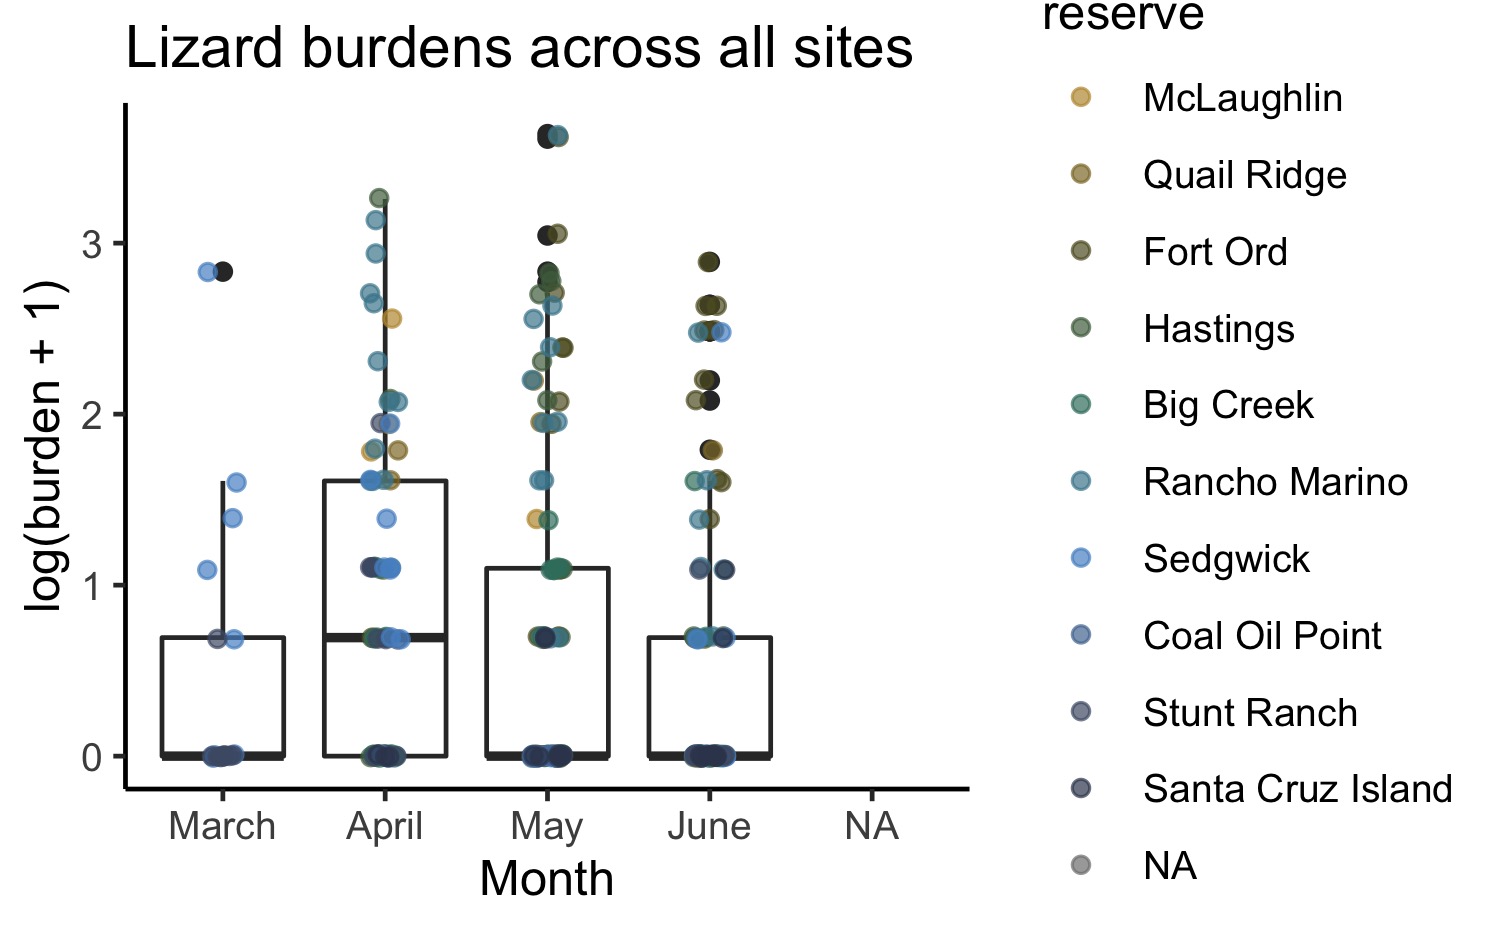 Lizard burdens across all sites
log(burden + 1)
3
2
1
0
March
April
May
June
NA
Month
reserve
McLaughlin
Quail Ridge
Fort Ord
Hastings
Big Creek
Rancho Marino
Sedgwick
Coal Oil Point
Stunt Ranch
Santa Cruz Island
NA